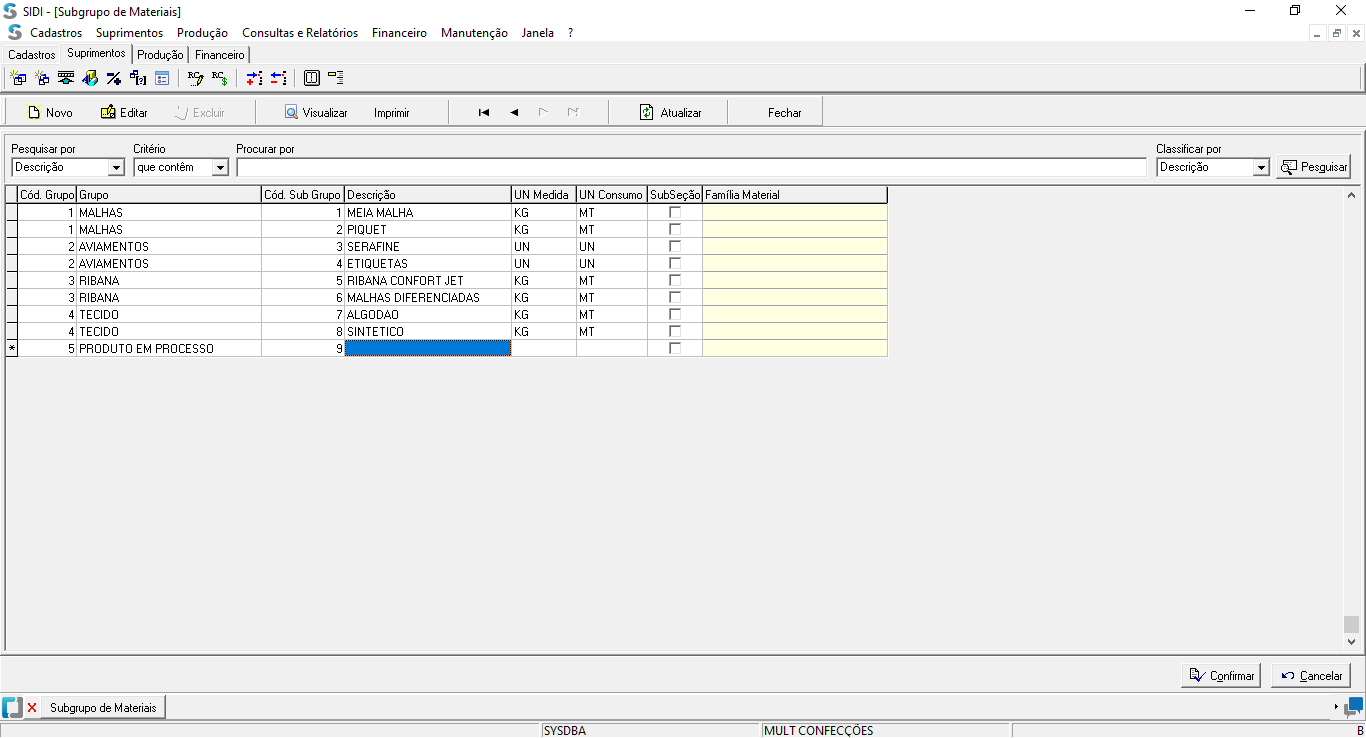 SIDI - [Subgrupo de Materiais]
Cadastros Suprimentos Produção Consultas e Relatórios Financeiro Manutenção Janela ?
Cadastros Suprimentos Produção Financeiro
Novo Editar Excluir Visualizar Imprimir Atualizar Fechar
Pesquisar por Critério Procurar por Classificar por
Descrição que contêm Descrição Pesquisar
Cód. Grupo Grupo Cód. Sub Grupo Descrição UN Medida UN Consumo SubSeção Família Material
1 MALHAS 1 MEIA MALHA KG MT
1 MALHAS 2 PIQUET KG MT
2 AVIAMENTOS 3 SERAFINE UN UN
2 AVIAMENTOS 4 ETIQUETAS UN UN
3 RIBANA 5 RIBANA CONFORT JET KG MT
3 RIBANA 6 MALHAS DIFERENCIADAS KG MT
4 TECIDO 7 ALGODAO KG MT
4 TECIDO 8 SINTETICO KG MT
* 5 PRODUTO EM PROCESSO 9
Confirmar Cancelar
Subgrupo de Materiais
SYSDBA MULT CONFECÇÕES B